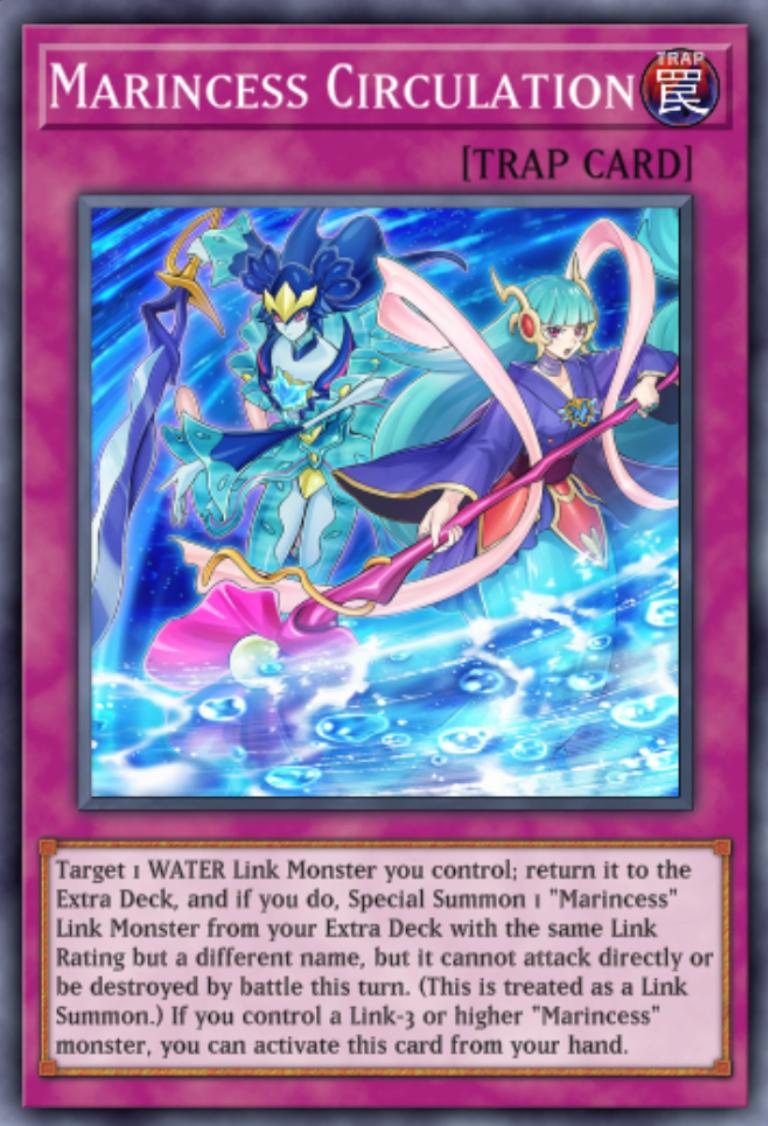 MARINCESS CIRCULATION
TRAP
罠
[TRAP CARD]
Target 1 WATER Link Monster you control; return it to the
Extra Deck, and if you do, Special Summon 1 "Marincess"
Link Monster from your Extra Deck with the same Link
Rating but a different name, but it cannot attack directly or
be destroyed by battle this turn. (This is treated as a Link
Summon.) If you control a Link-3 or higher "Marincess"
monster, you can activate this card from your hand.